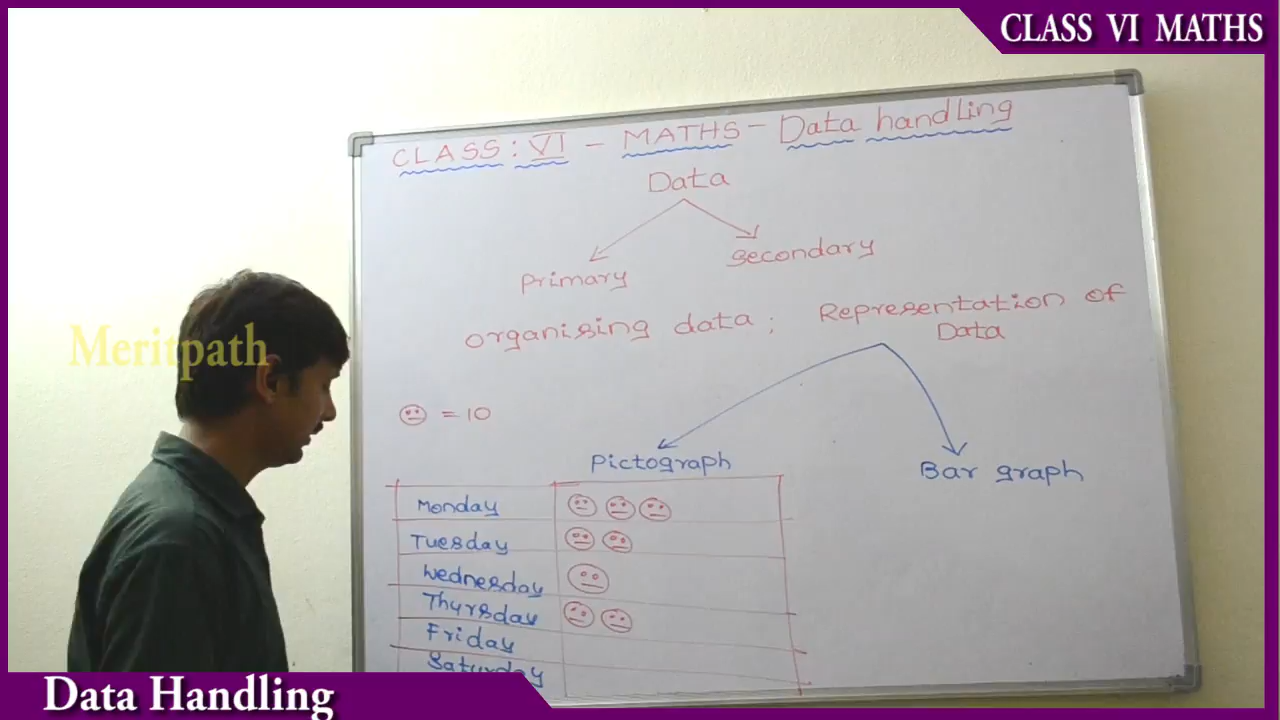 CLASS VI MATHS
CLASS : VI - MATHS - Data handling
Data
Primary
Secondary
organising data ; Representation of
Data
Meritpath
= 10
Pictograph
Bar graph
Monday
Tuesday
Wednesday
Thursday
Friday
Saturday
Data Handling